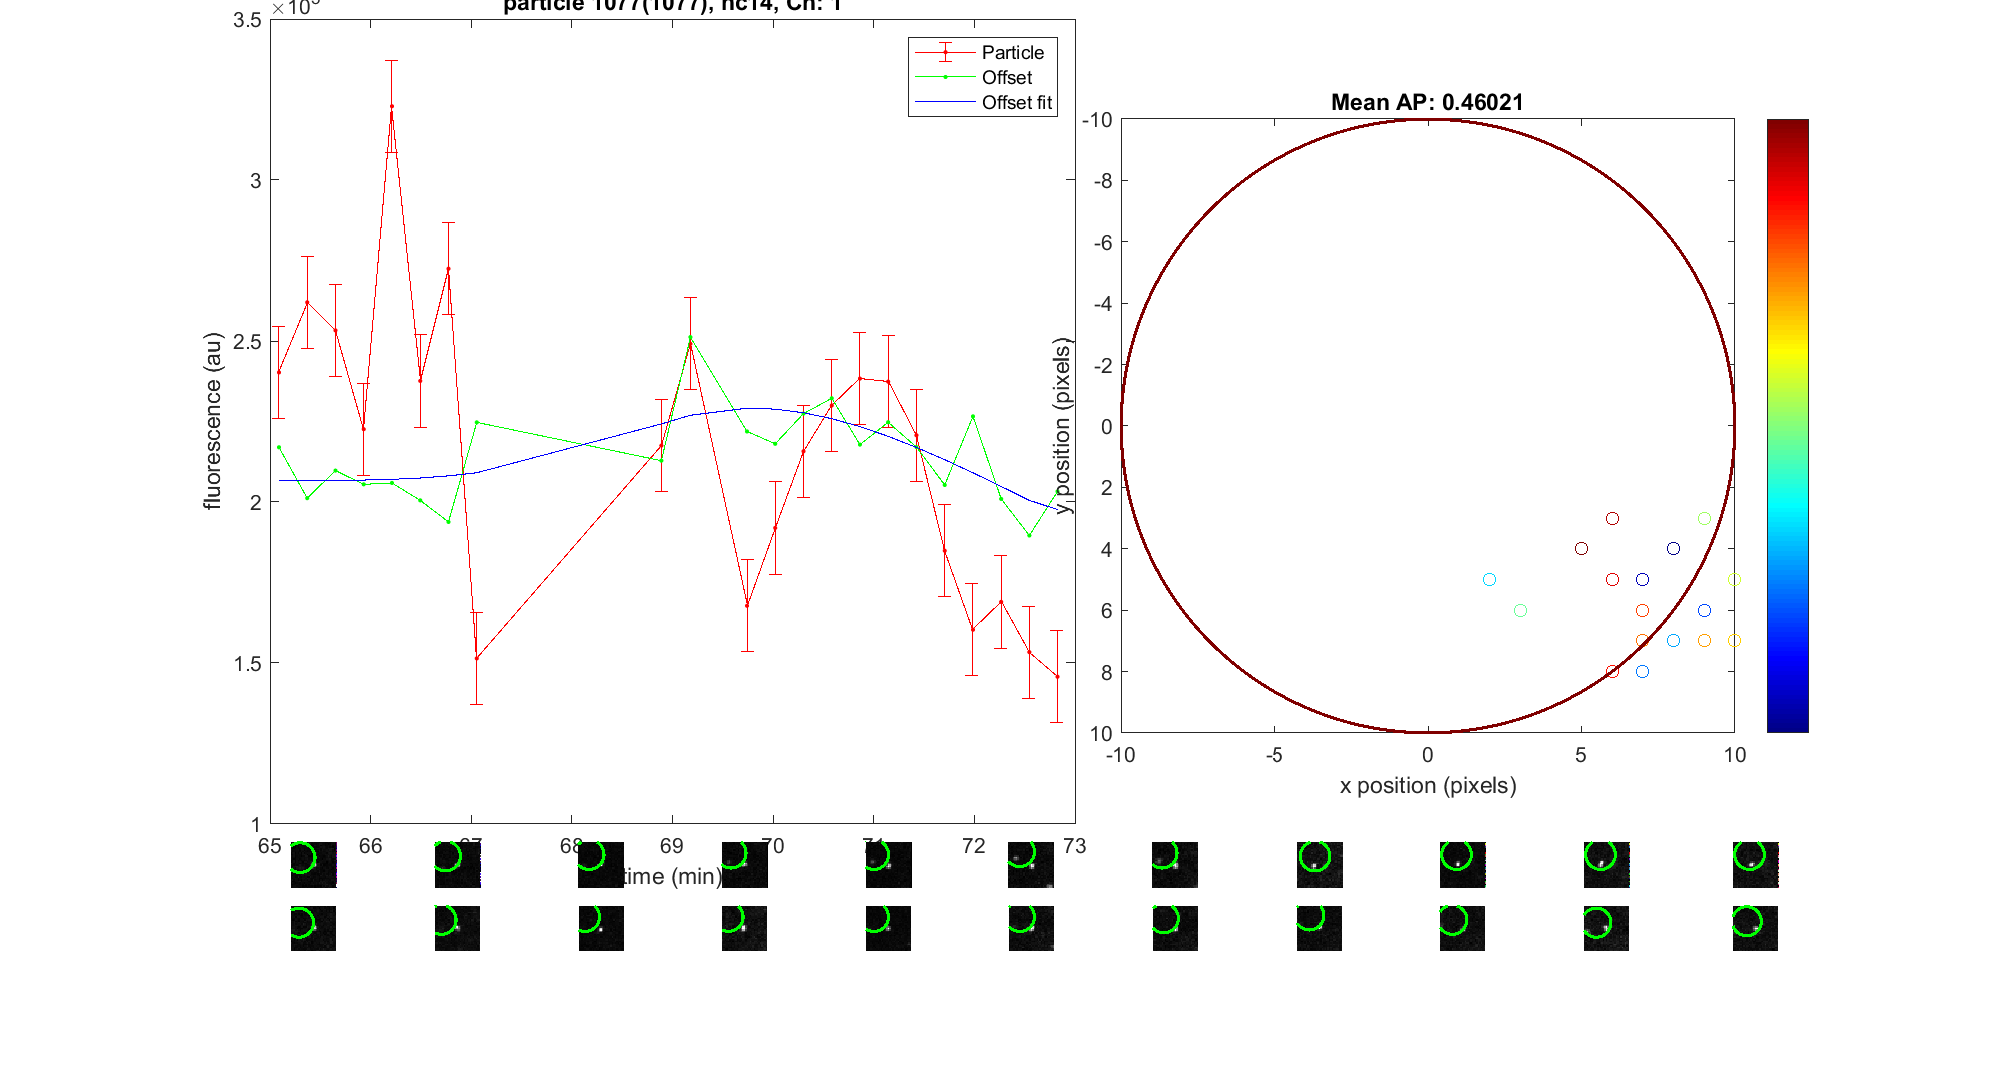 particle 1077(1077), nc14, Ch: 1
3.5
3
2.5
2
1.5
1
fluorescence (au)
Particle
Offset
Offset fit
65 66 68 69 70 71 72 73
time (min)
Mean AP: 0.46021
-10
-8
-6
-4
-2
0
2
4
6
8
10
y position (pixels)
-10 -5 0 5 10
x position (pixels)